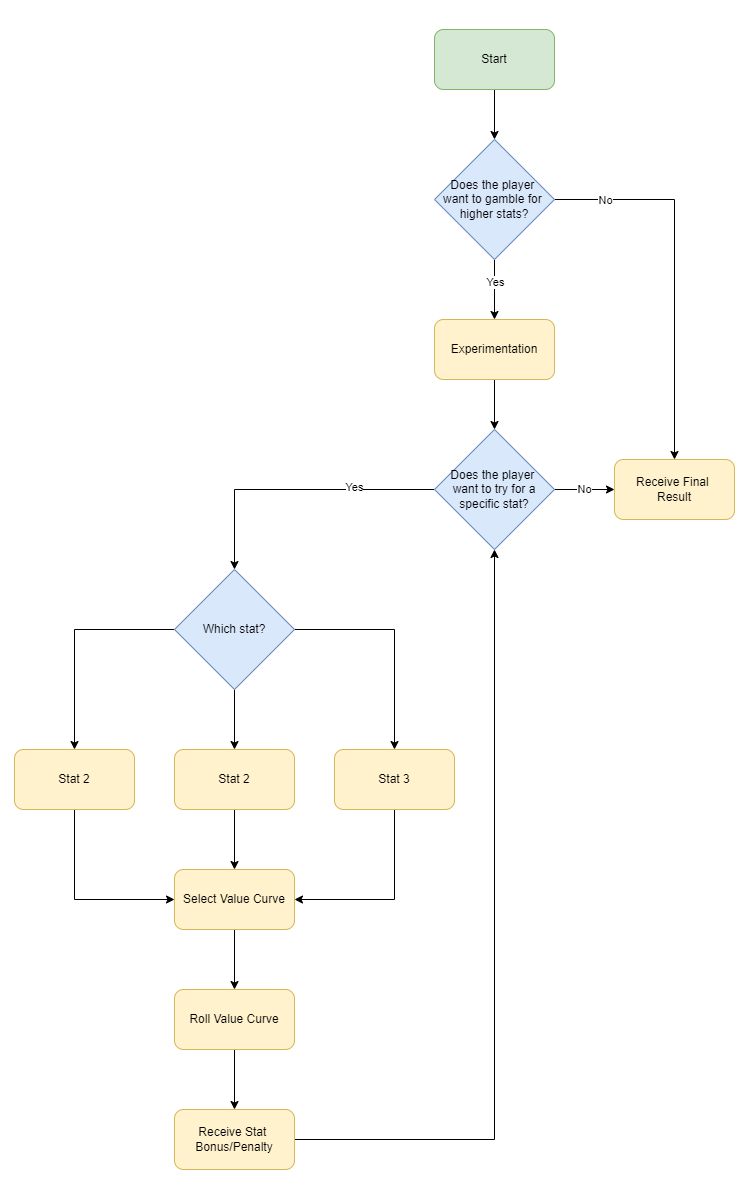 Start
Does the player
want to gamble for
higher stats?
No
Yes
Experimentation
Does the player
want to try for a
specific stat?
Yes
No
Receive Final
Result
Which stat?
Stat 2
Stat 2
Stat 3
Select Value Curve
Roll Value Curve
Receive Stat
Bonus/Penalty